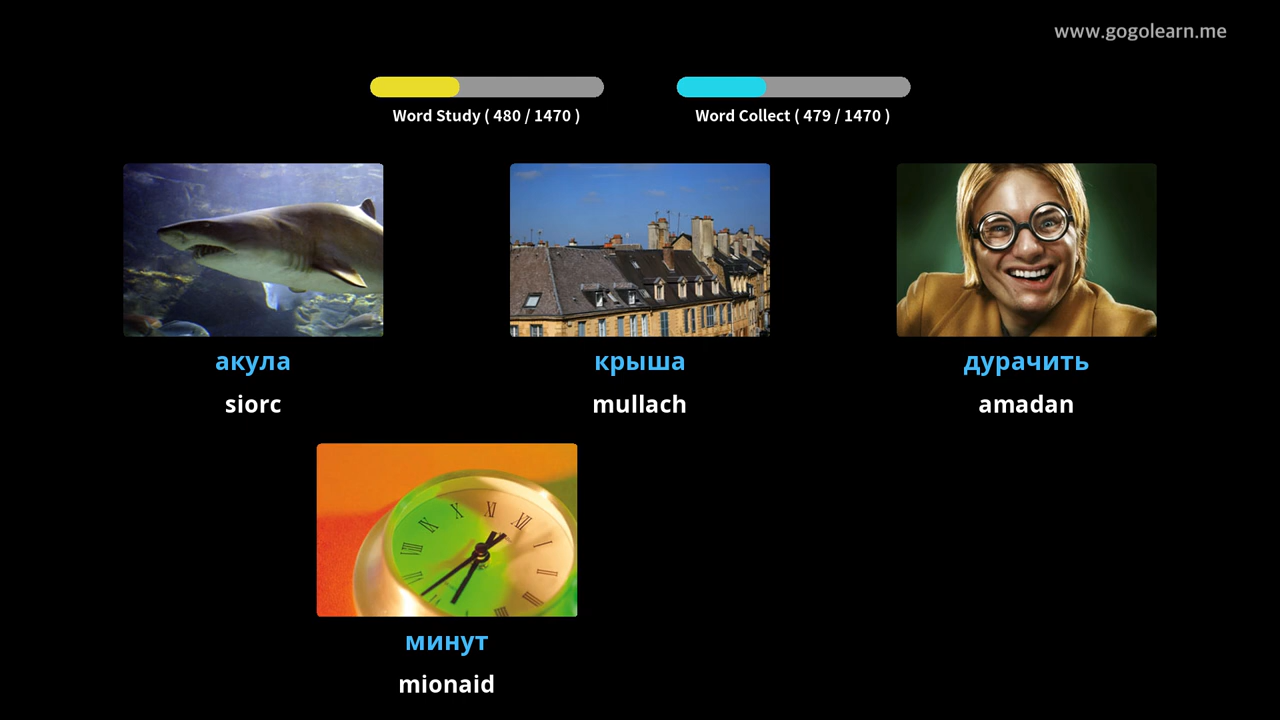 www.gogolearn.me
Word Study ( 480 / 1470 )
Word Collect ( 479 / 1470 )
акула
крыша
дурачить
siorc
mullach
amadan
минут
mionaid